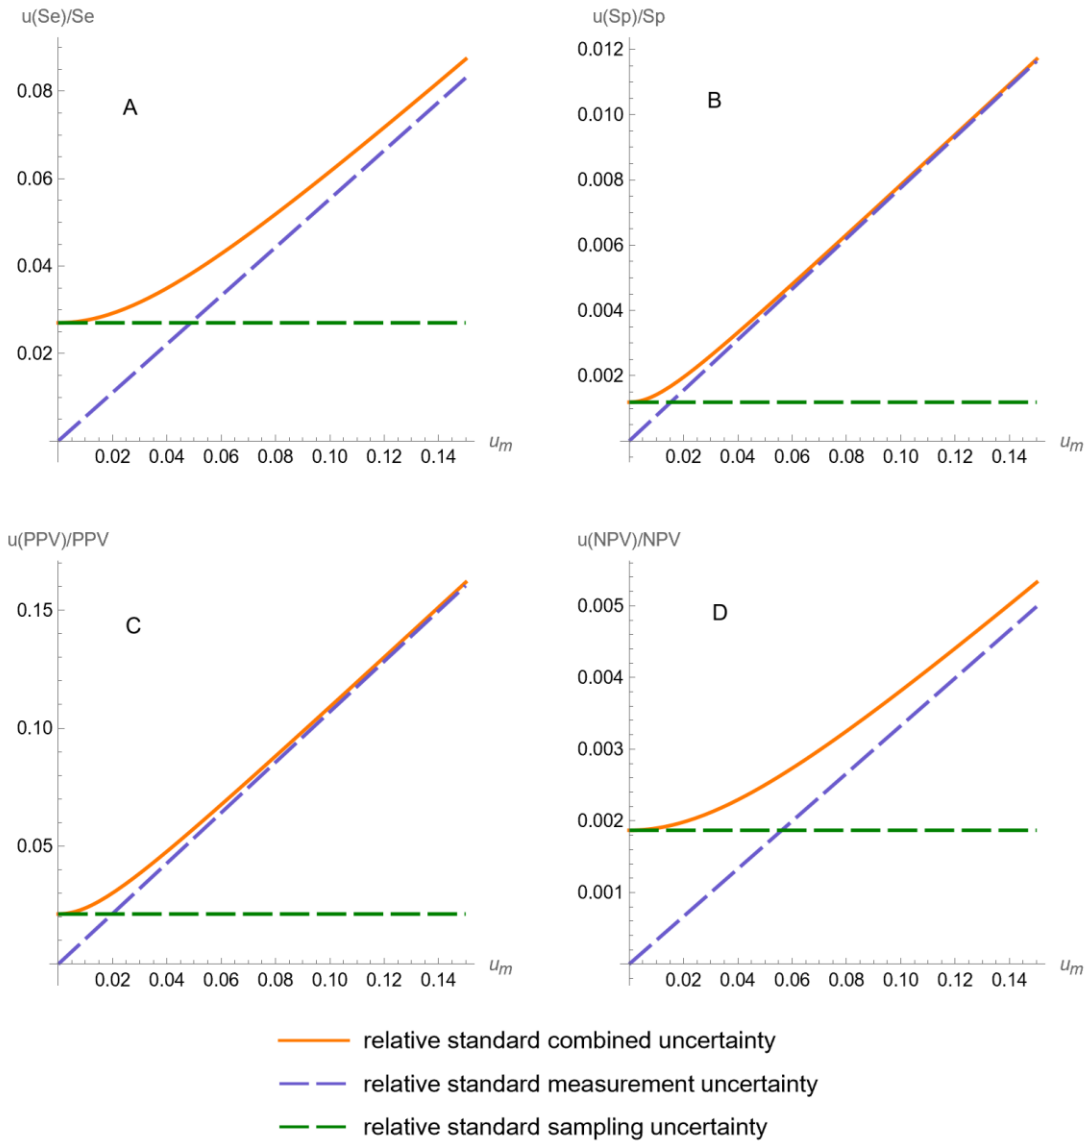 u(Se)/Se
A
0.08
0.06
0.04
0.02
0.02 0.04 0.06 0.08 0.10 0.12 0.14
u_m
u(Sp)/Sp
B
0.012
0.010
0.008
0.006
0.004
0.002
0.02 0.04 0.06 0.08 0.10 0.12 0.14
u_m
u(PPV)/PPV
C
0.15
0.10
0.05
0.02 0.04 0.06 0.08 0.10 0.12 0.14
u_m
u(NPV)/NPV
D
0.005
0.004
0.003
0.002
0.001
0.02 0.04 0.06 0.08 0.10 0.12 0.14
u_m
relative standard combined uncertainty
relative standard measurement uncertainty
relative standard sampling uncertainty